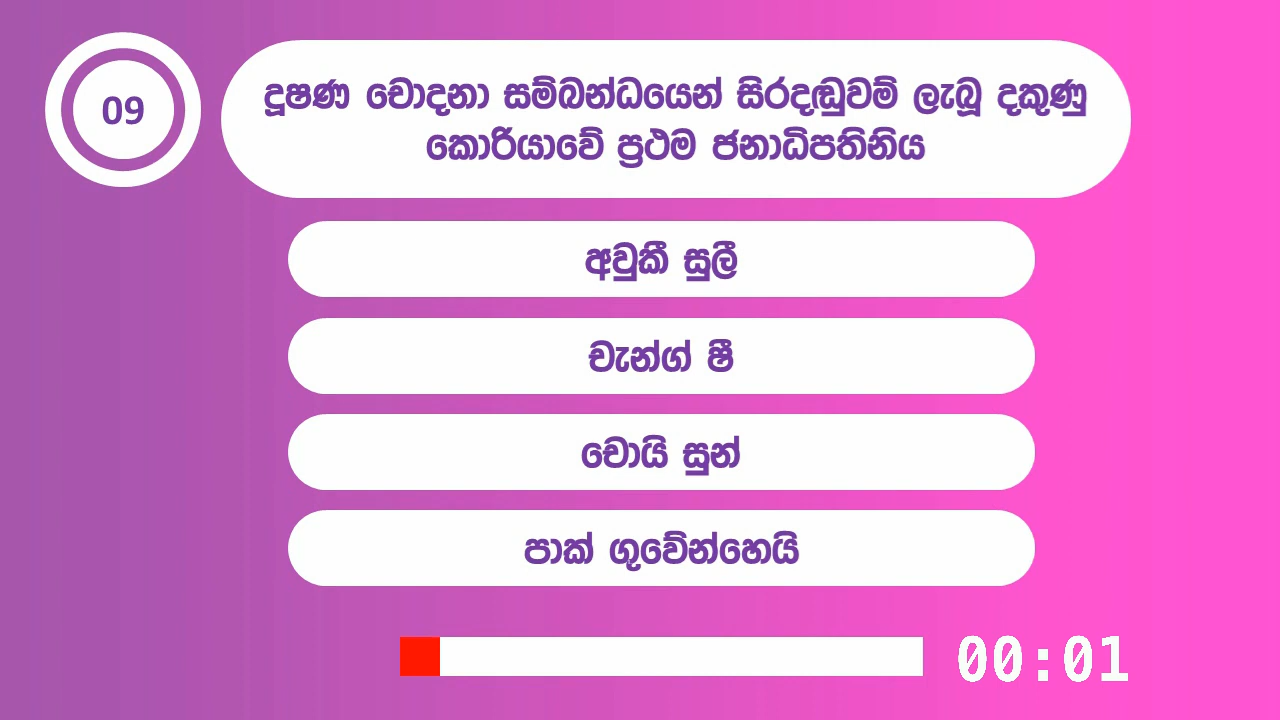 09
දූෂණ චෝදනා සම්බන්ධයෙන් සිරදඬුවම් ලැබූ දකුණු
කොරියාවේ ප්‍රථම ජනාධිපතිනිය
අවුකී සුලී
චැන්ග් ෂී
චොයි සුන්
පාක් ගුවේන්හෙයි
00:01